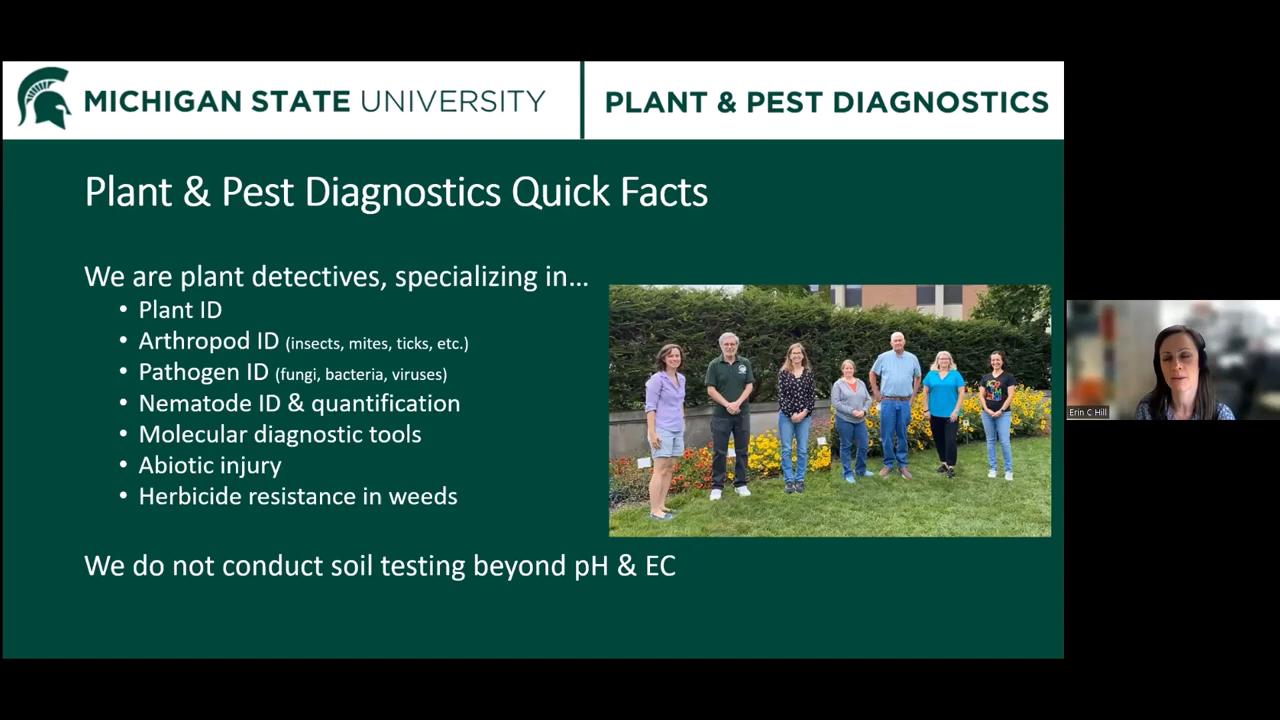 MICHIGAN STATE UNIVERSITY
PLANT & PEST DIAGNOSTICS
Plant & Pest Diagnostics Quick Facts
We are plant detectives, specializing in...
• Plant ID
• Arthropod ID (insects, mites, ticks, etc.)
• Pathogen ID (fungi, bacteria, viruses)
• Nematode ID & quantification
• Molecular diagnostic tools
• Abiotic injury
• Herbicide resistance in weeds
We do not conduct soil testing beyond pH & EC
Erin C Hill